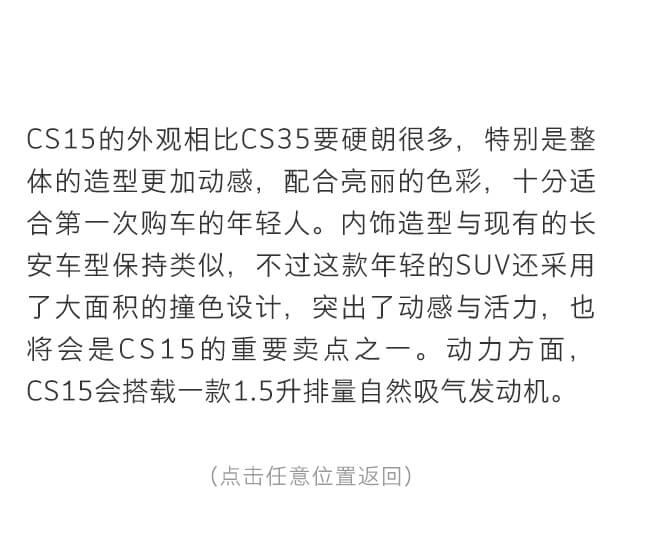 CS15的外观相比CS35要硬朗很多，特别是整
体的造型更加动感，配合亮丽的色彩，十分适
合第一次购车的年轻人。内饰造型与现有的长
安车型保持类似，不过这款年轻的SUV还采用
了大面积的撞色设计，突出了动感与活力，也
将会是CS15的重要卖点之一。动力方面，
CS15会搭载一款1.5升排量自然吸气发动机。
（点击任意位置返回）